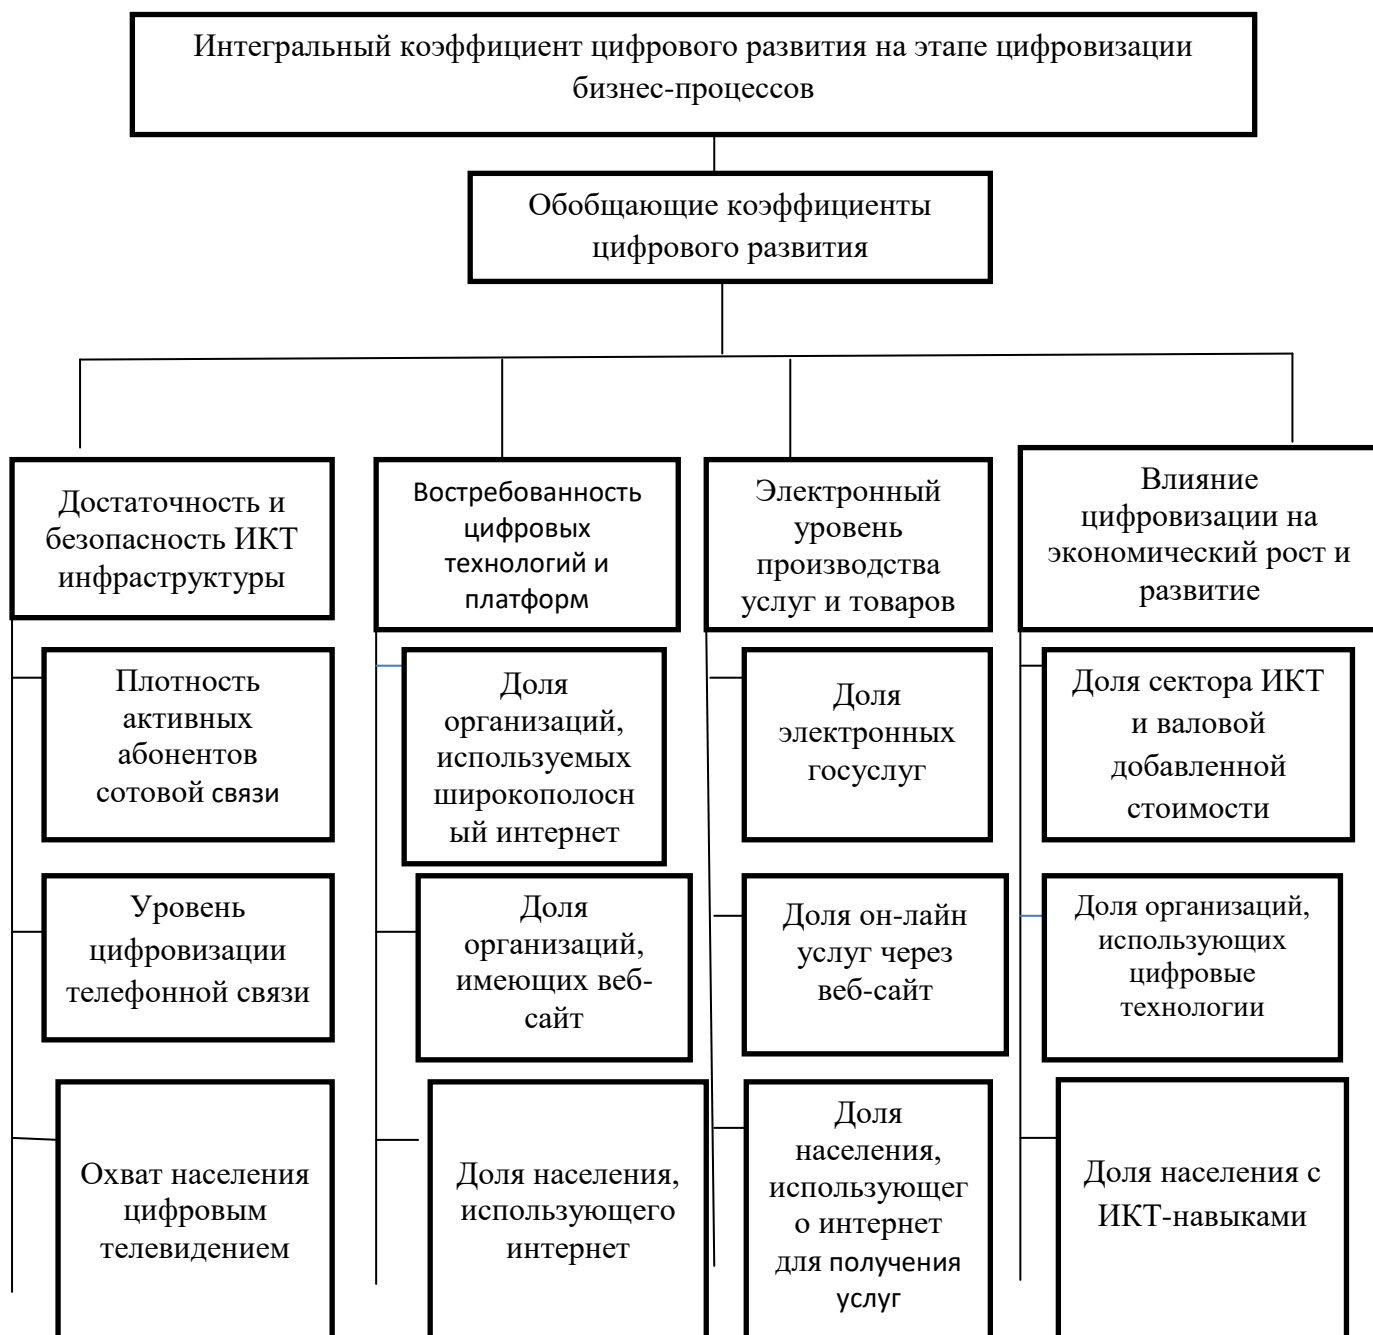 Интегральный коэффициент цифрового развития на этапе цифровизации
бизнес-процессов
Обобщающие коэффициенты
цифрового развития
Достаточность и
безопасность ИКТ
инфраструктуры
Востребованность
цифровых
технологий и
платформ
Электронный
уровень
производства
услуг и товаров
Влияние
цифровизации на
экономический рост и
развитие
Плотность
активных
абонентов
сотовой связи
Доля
организаций,
используемых
широкополосн
ый интернет
Доля
электронных
госуслуг
Доля сектора ИКТ
и валовой
добавленной
стоимости
Уровень
цифровизации
телефонной связи
Доля
организаций,
имеющих веб-
сайт
Доля он-лайн
услуг через
веб-сайт
Доля организаций,
использующих
цифровые
технологии
Охват населения
цифровым
телевидением
Доля населения,
использующего
интернет
Доля
населения,
использующег
о интернет
для получения
услуг
Доля населения с
ИКТ-навыками